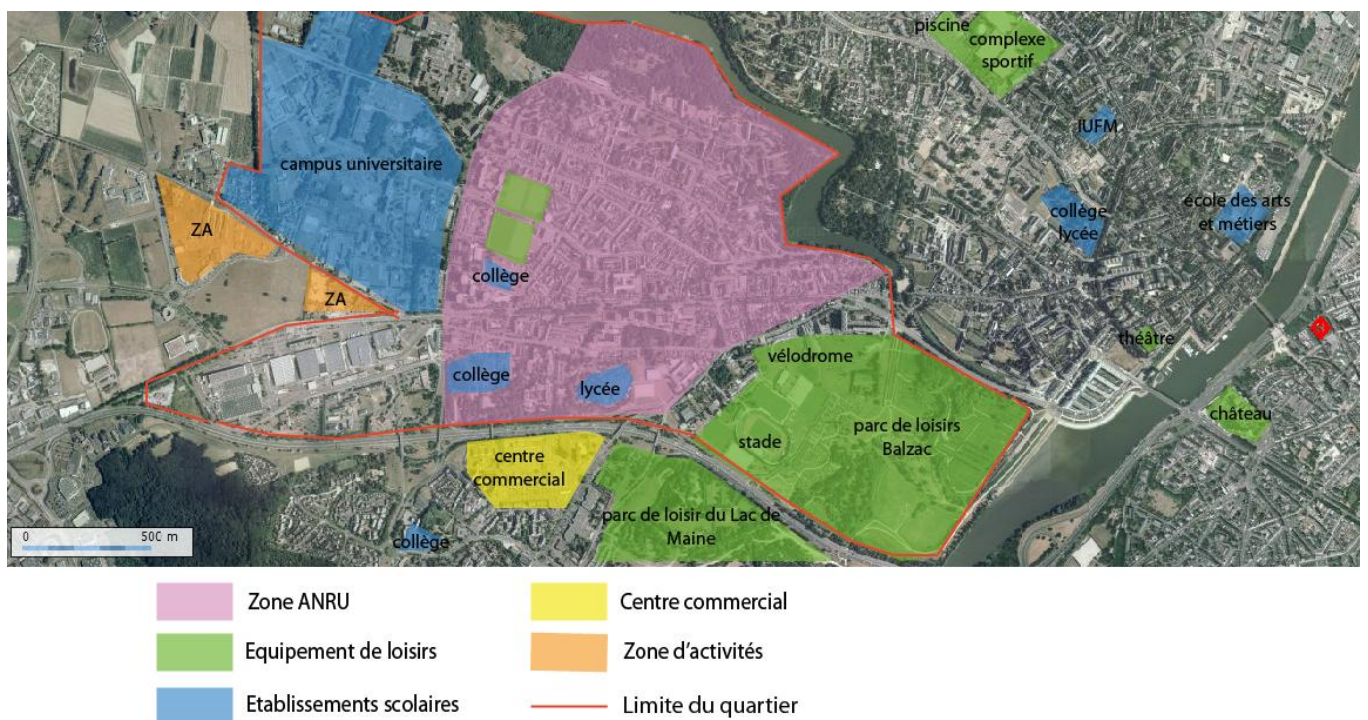 piscine
complexe
sportif
IUFM
campus universitaire
collège
lycée
école des arts
et métiers
ZA
collège
ZA
théâtre
vélodrome
collège
lycée
château
parc de loisirs
Balzac
stade
centre
commercial
parc de loisir du Lac de
Maine
collège
0 500 m
Zone ANRU
Centre commercial
Equipement de loisirs
Zone d'activités
Etablissements scolaires
Limite du quartier